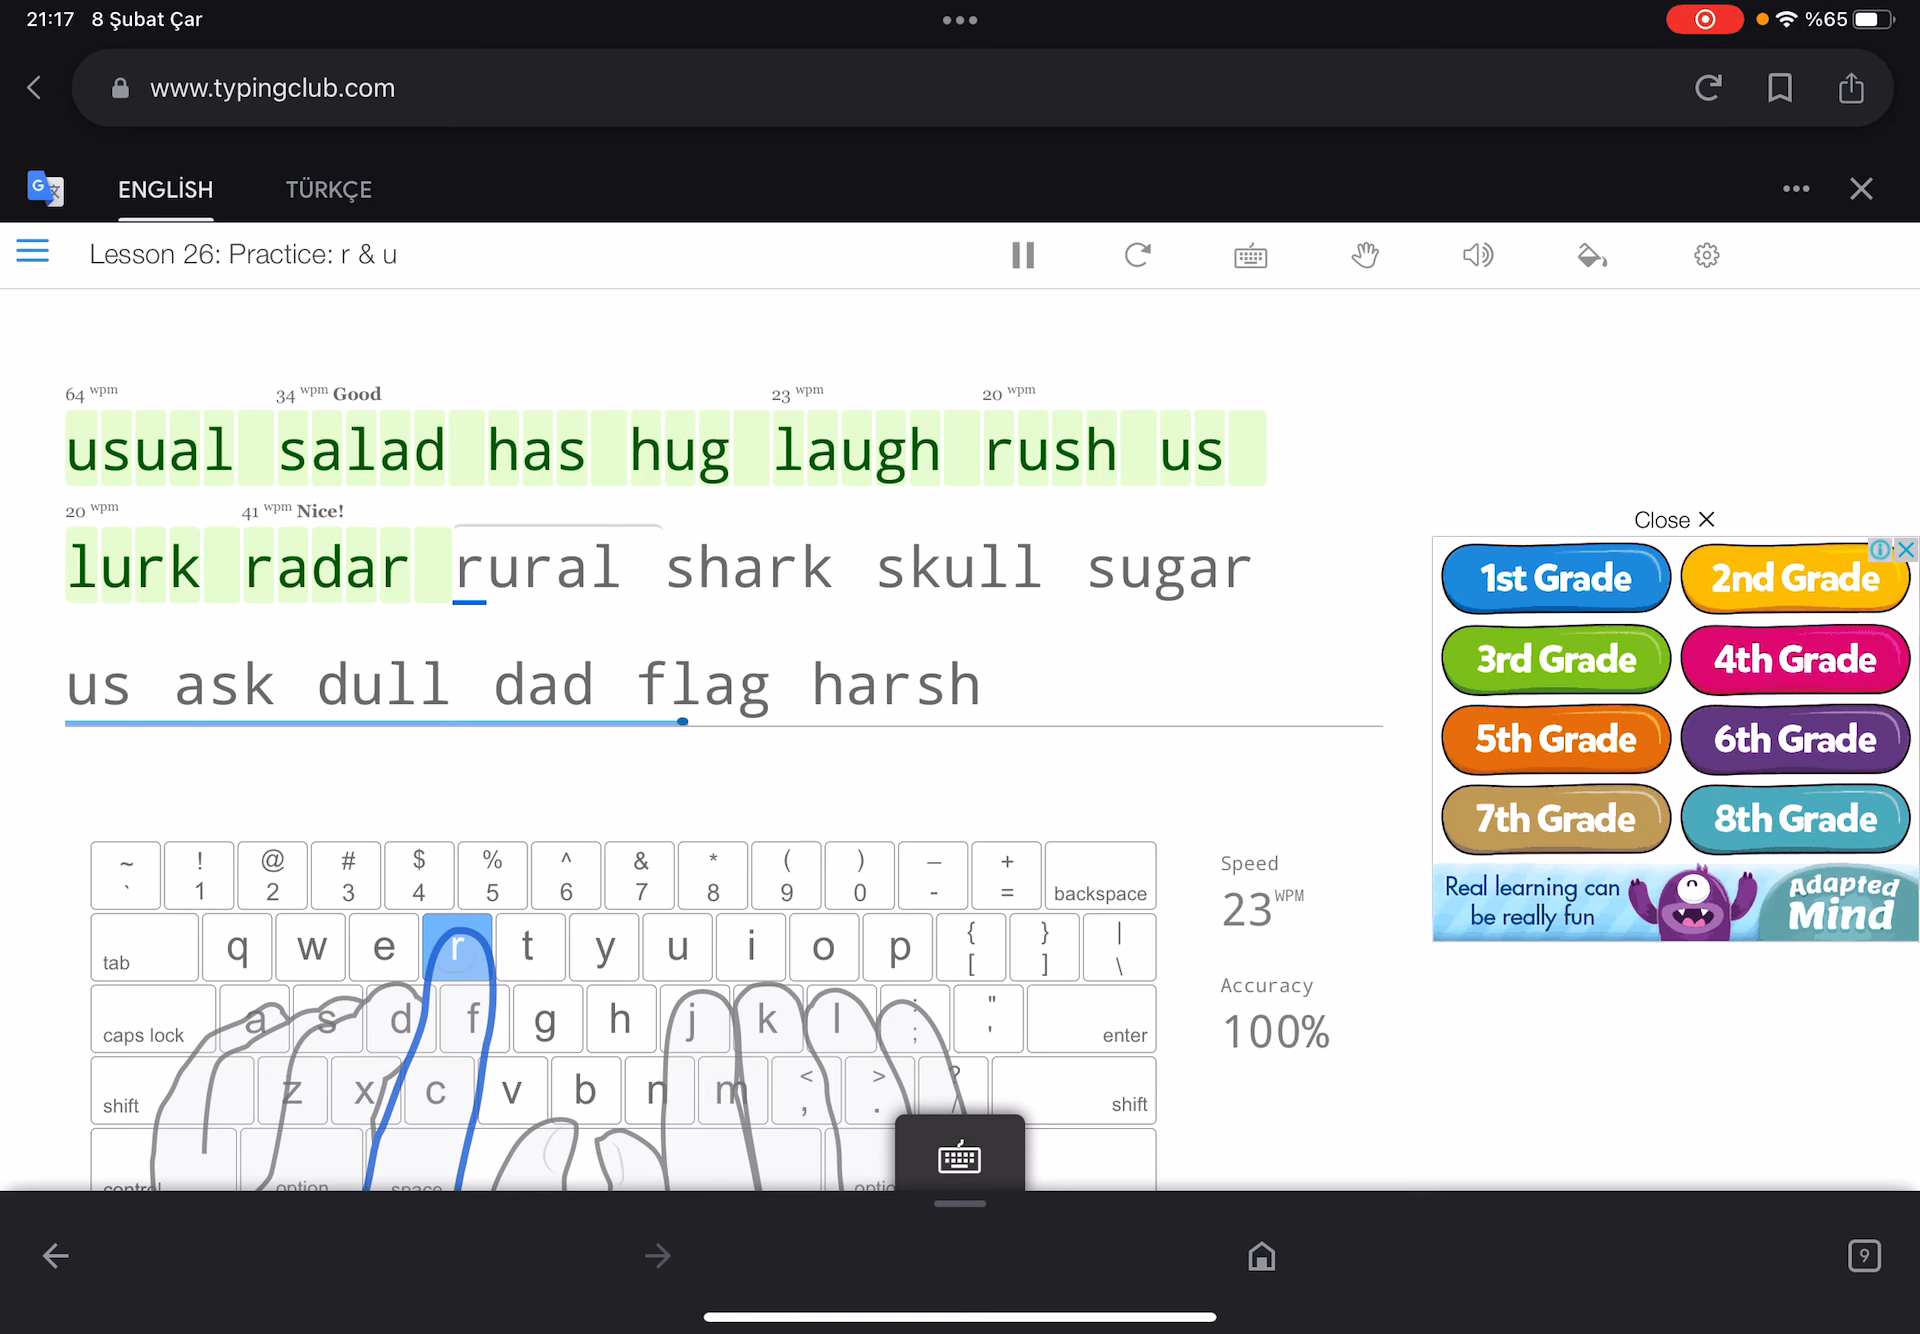 21:17 8 Şubat Çar
%65
www.typingclub.com
ENGLİSH TÜRKÇE
Lesson 26: Practice: r & u
64 wpm 34 wpm Good 23 wpm 20 wpm
usual salad has hug laugh rush us
20 wpm 41 wpm Nice!
lurk radar rural shark skull sugar
us ask dull dad flag harsh
Close X
1st Grade 2nd Grade
3rd Grade 4th Grade
5th Grade 6th Grade
7th Grade 8th Grade
Real learning can
be really fun
Adapted
Mind
~ ! @ # $ % ^ & * ( ) _ +
` 1 2 3 4 5 6 7 8 9 0 - = backspace
tab q w e r t y u i o p { [ } ] | \
caps lock a s d f g h j k l : ; " ' enter
shift z x c v b n m < , > . ? / shift
control option space option
Speed
23 WPM
Accuracy
100%
9